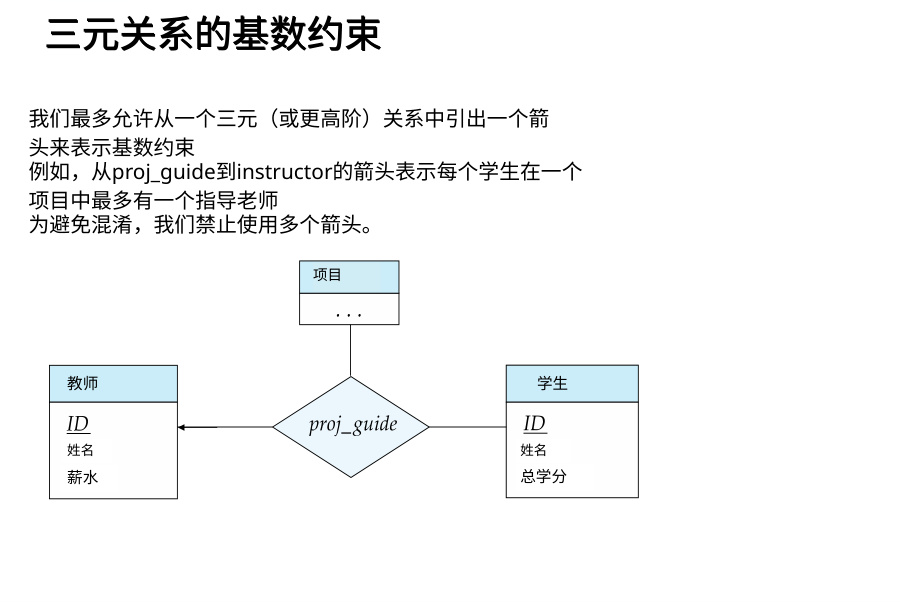 三元关系的基数约束
我们最多允许从一个三元（或更高阶）关系中引出一个箭
头来表示基数约束
例如，从proj_guide到instructor的箭头表示每个学生在一个
项目中最多有一个指导老师
为避免混淆，我们禁止使用多个箭头。
项目
. . .
教师
ID
姓名
薪水
proj_guide
学生
ID
姓名
总学分